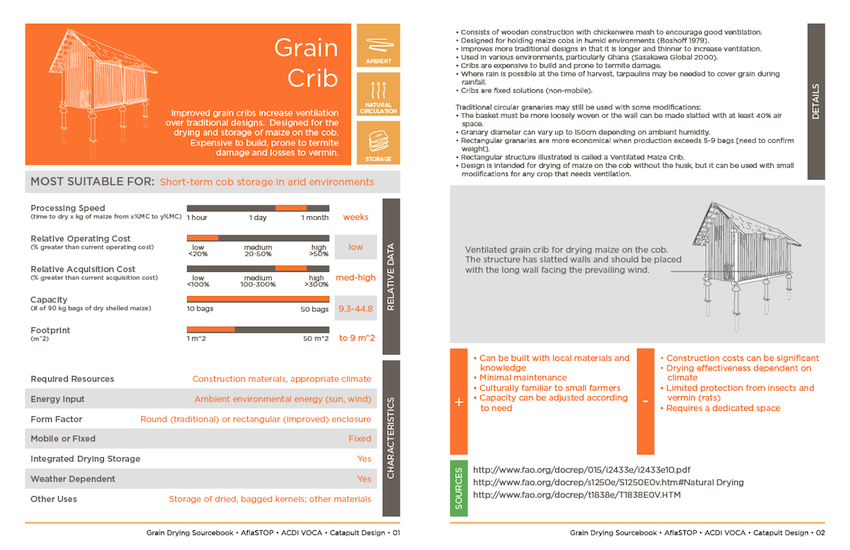 Grain
Crib
Improved grain cribs increase ventilation
over traditional designs. Designed for the
drying and storage of maize on the cob.
Expensive to build, prone to termite
damage and losses to vermin.
AMBIENT
NATURAL
CIRCULATION
STORAGE
MOST SUITABLE FOR: Short-term cob storage in arid environments
Processing Speed
(time to dry x kg of maize from x%MC to y%MC) 1 hour 1 day 1 month weeks
Relative Operating Cost
(% greater than current operating cost) low medium high low
<20% 20-50% >50%
Relative Acquisition Cost
(% greater than current acquisition cost) low medium high med-high
<100% 100-300% >300%
Capacity
(# of 90 kg bags of dry shelled maize) 10 bags 50 bags 9.3-44.8
Footprint
(m^2) 1 m^2 50 m^2 to 9 m^2
RELATIVE DATA
Required Resources Construction materials, appropriate climate
Energy Input Ambient environmental energy (sun, wind)
Form Factor Round (traditional) or rectangular (improved) enclosure
Mobile or Fixed Fixed
Integrated Drying Storage Yes
Weather Dependent Yes
Other Uses Storage of dried, bagged kernels; other materials
CHARACTERISTICS
Grain Drying Sourcebook • AflaSTOP • ACDI VOCA • Catapult Design • 01
• Consists of wooden construction with chickenwire mesh to encourage good ventilation.
• Designed for holding maize cobs in humid environments (Boshoff 1979).
• Improves more traditional designs in that it is longer and thinner to increase ventilation.
• Used in various environments, particularly Ghana (Sasakawa Global 2000).
• Cribs are expensive to build and prone to termite damage.
• Where rain is possible at the time of harvest, tarpaulins may be needed to cover grain during
rainfall.
• Cribs are fixed solutions (non-mobile).
Traditional circular granaries may still be used with some modifications:
• The basket must be more loosely woven or the wall can be made slatted with at least 40% air
space.
• Granary diameter can vary up to 150cm depending on ambient humidity.
• Rectangular granaries are more economical when production exceeds 5-9 bags [need to confirm
weight].
• Rectangular structure illustrated is called a Ventilated Maize Crib.
• Design is intended for drying of maize on the cob without the husk, but it can be used with small
modifications for any crop that needs ventilation.
DETAILS
Ventilated grain crib for drying maize on the cob.
The structure has slatted walls and should be placed
with the long wall facing the prevailing wind.
+
• Can be built with local materials and
knowledge
• Minimal maintenance
• Culturally familiar to small farmers
• Capacity can be adjusted according
to need
-
• Construction costs can be significant
• Drying effectiveness dependent on
climate
• Limited protection from insects and
vermin (rats)
• Requires a dedicated space
SOURCES
http://www.fao.org/docrep/015/i2433e/i2433e10.pdf
http://www.fao.org/docrep/s1250e/S1250E0v.htm#Natural Drying
http://www.fao.org/docrep/t1838e/T1838E0V.HTM
Grain Drying Sourcebook • AflaSTOP • ACDI VOCA • Catapult Design • 02